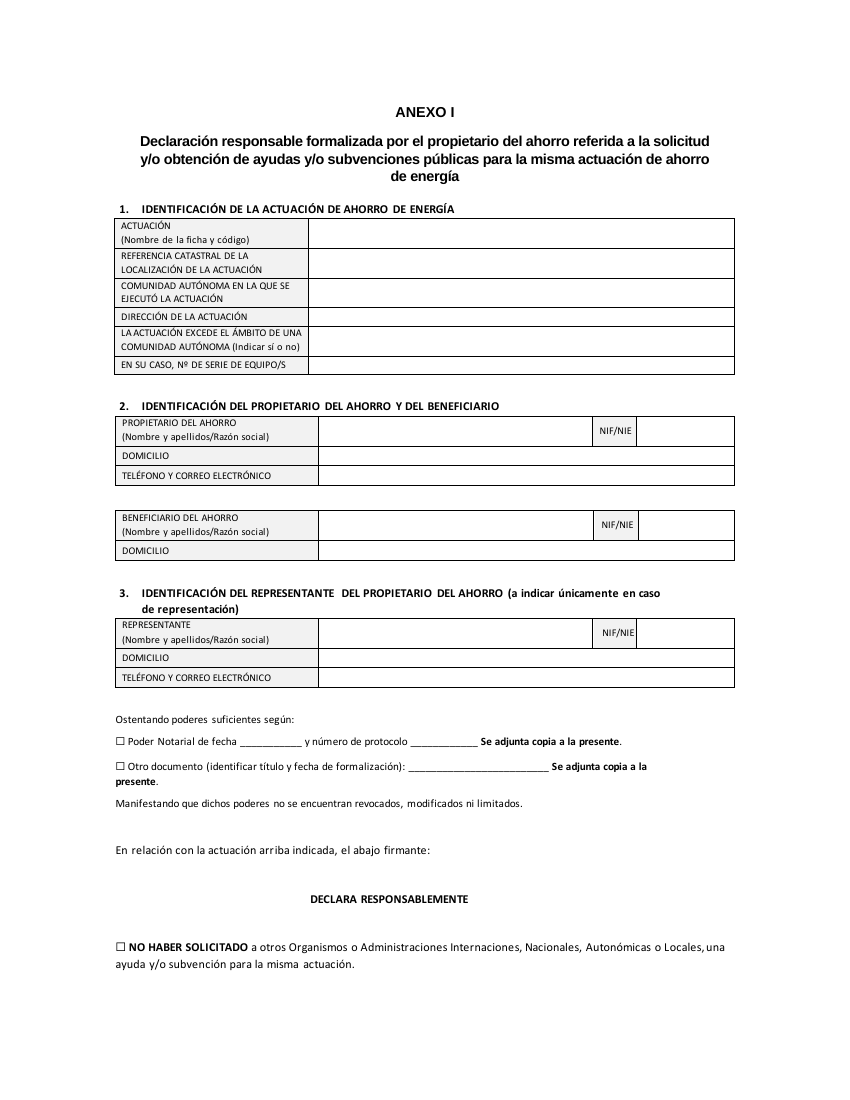 ANEXO I
Declaración responsable formalizada por el propietario del ahorro referida a la solicitud
y/o obtención de ayudas y/o subvenciones públicas para la misma actuación de ahorro
de energía
1. IDENTIFICACIÓN DE LA ACTUACIÓN DE AHORRO DE ENERGÍA
ACTUACIÓN
(Nombre de la ficha y código)
REFERENCIA CATASTRAL DE LA
LOCALIZACIÓN DE LA ACTUACIÓN
COMUNIDAD AUTÓNOMA EN LA QUE SE
EJECUTÓ LA ACTUACIÓN
DIRECCIÓN DE LA ACTUACIÓN
LA ACTUACIÓN EXCEDE EL ÁMBITO DE UNA
COMUNIDAD AUTÓNOMA (Indicar sí o no)
EN SU CASO, Nº DE SERIE DE EQUIPO/S
2. IDENTIFICACIÓN DEL PROPIETARIO DEL AHORRO Y DEL BENEFICIARIO
PROPIETARIO DEL AHORRO
(Nombre y apellidos/Razón social)
NIF/NIE
DOMICILIO
TELÉFONO Y CORREO ELECTRÓNICO
BENEFICIARIO DEL AHORRO
(Nombre y apellidos/Razón social)
NIF/NIE
DOMICILIO
3. IDENTIFICACIÓN DEL REPRESENTANTE DEL PROPIETARIO DEL AHORRO (a indicar únicamente en caso
de representación)
REPRESENTANTE
(Nombre y apellidos/Razón social)
NIF/NIE
DOMICILIO
TELÉFONO Y CORREO ELECTRÓNICO
Ostentando poderes suficientes según:
☐ Poder Notarial de fecha ___________ y número de protocolo ____________ Se adjunta copia a la presente.
☐ Otro documento (identificar título y fecha de formalización): _________________________ Se adjunta copia a la
presente.
Manifestando que dichos poderes no se encuentran revocados, modificados ni limitados.
En relación con la actuación arriba indicada, el abajo firmante:
DECLARA RESPONSABLEMENTE
☐ NO HABER SOLICITADO a otros Organismos o Administraciones Internaciones, Nacionales, Autonómicas o Locales, una
ayuda y/o subvención para la misma actuación.